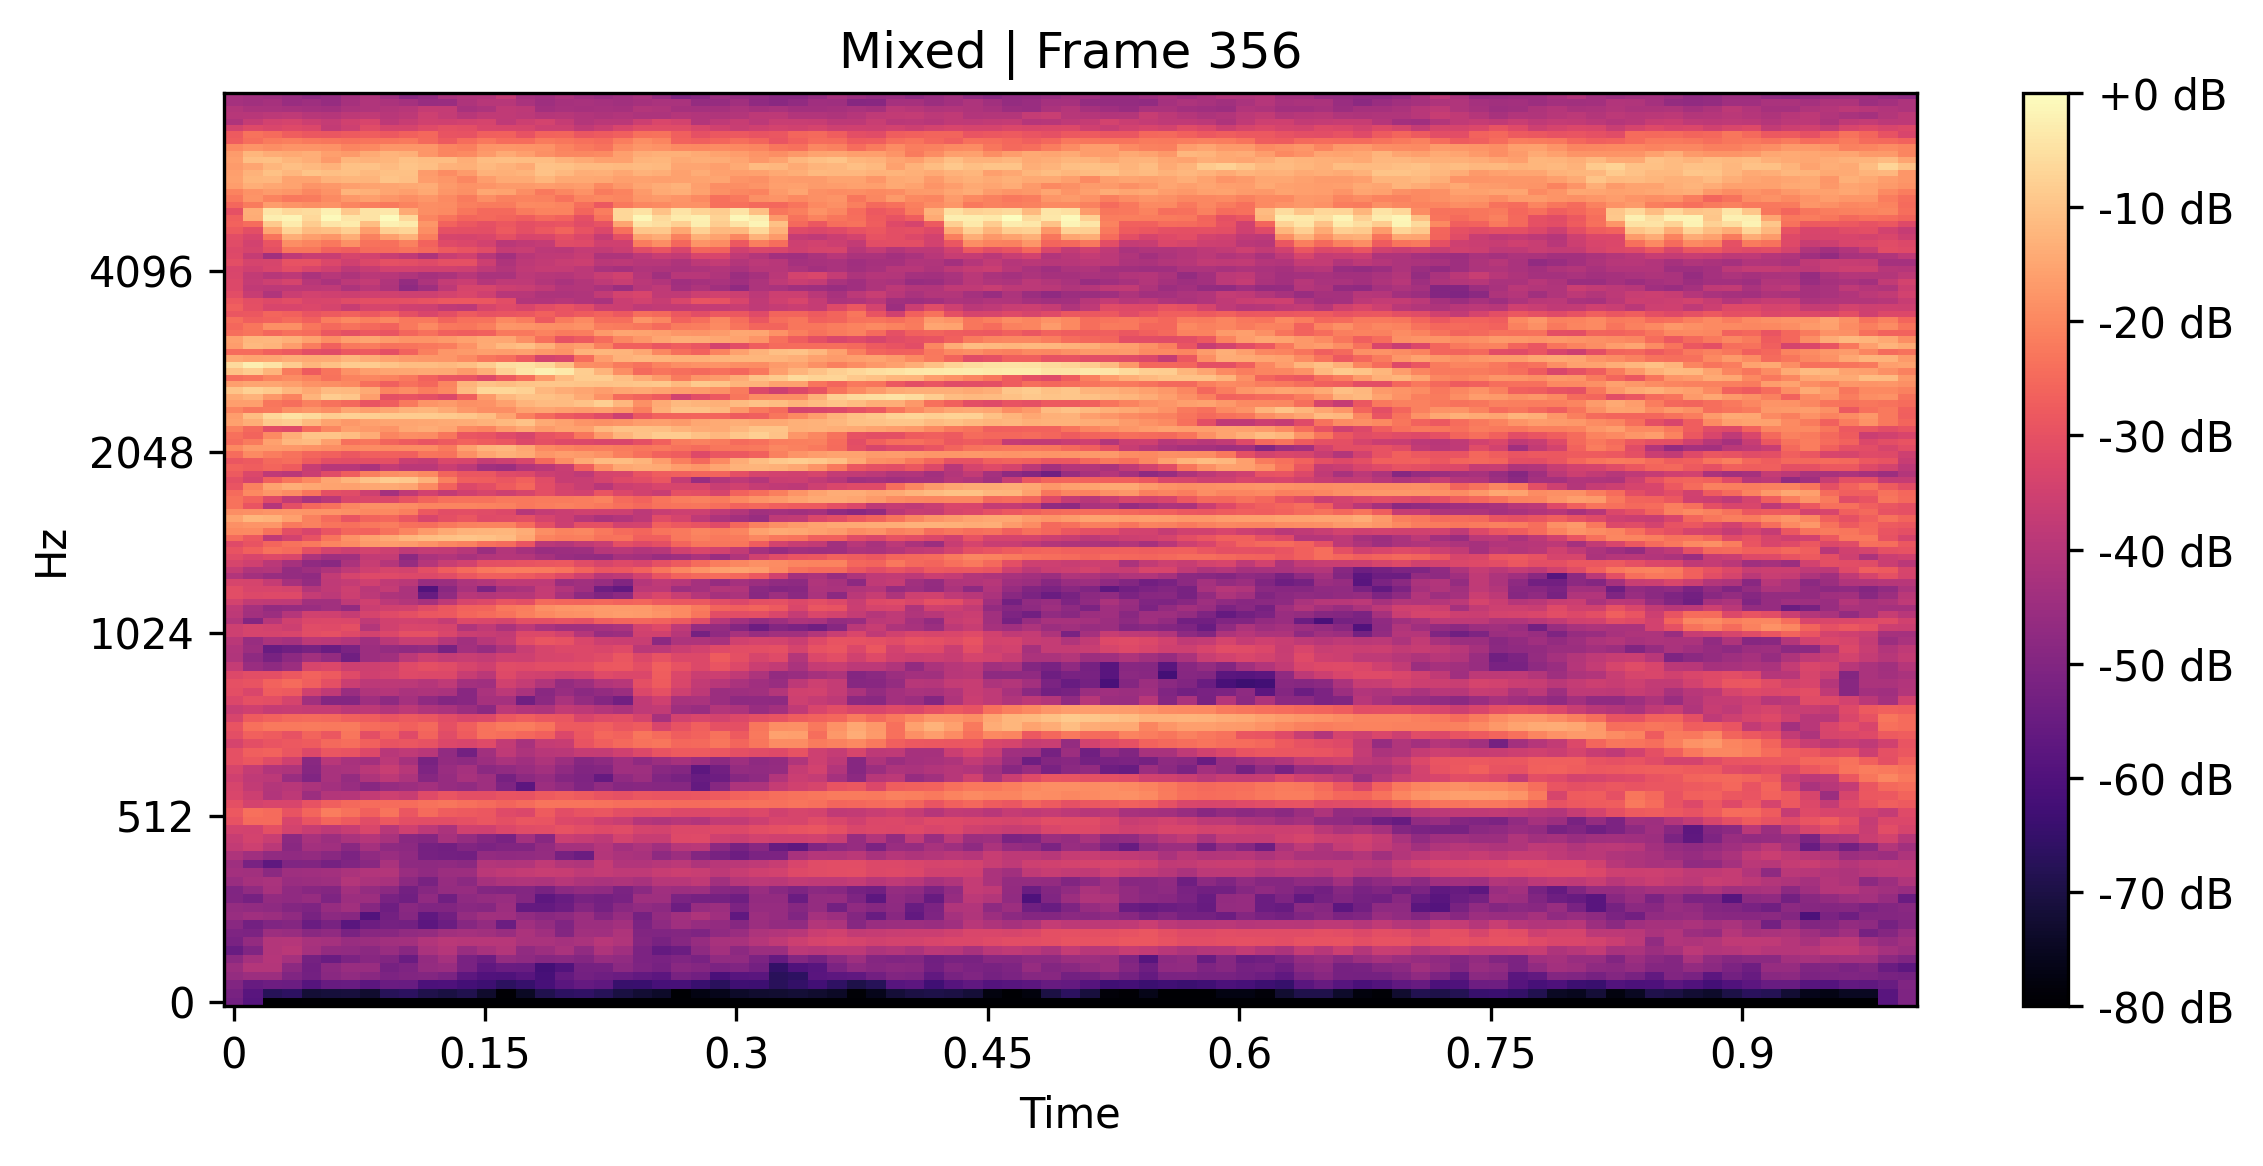 Mixed | Frame 356
+0 dB
-10 dB
-20 dB
-30 dB
-40 dB
-50 dB
-60 dB
-70 dB
-80 dB
Hz
4096
2048
1024
512
0
0 0.15 0.3 0.45 0.6 0.75 0.9
Time